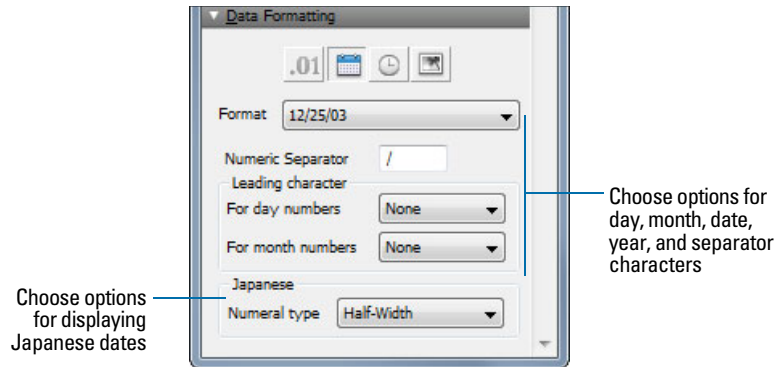 Data Formatting
.01
Format 12/25/03
Numeric Separator /
Leading character
For day numbers None
For month numbers None
Japanese
Numeral type Half-Width
Choose options for
day, month, date,
year, and separator
characters
Choose options
for displaying
Japanese dates